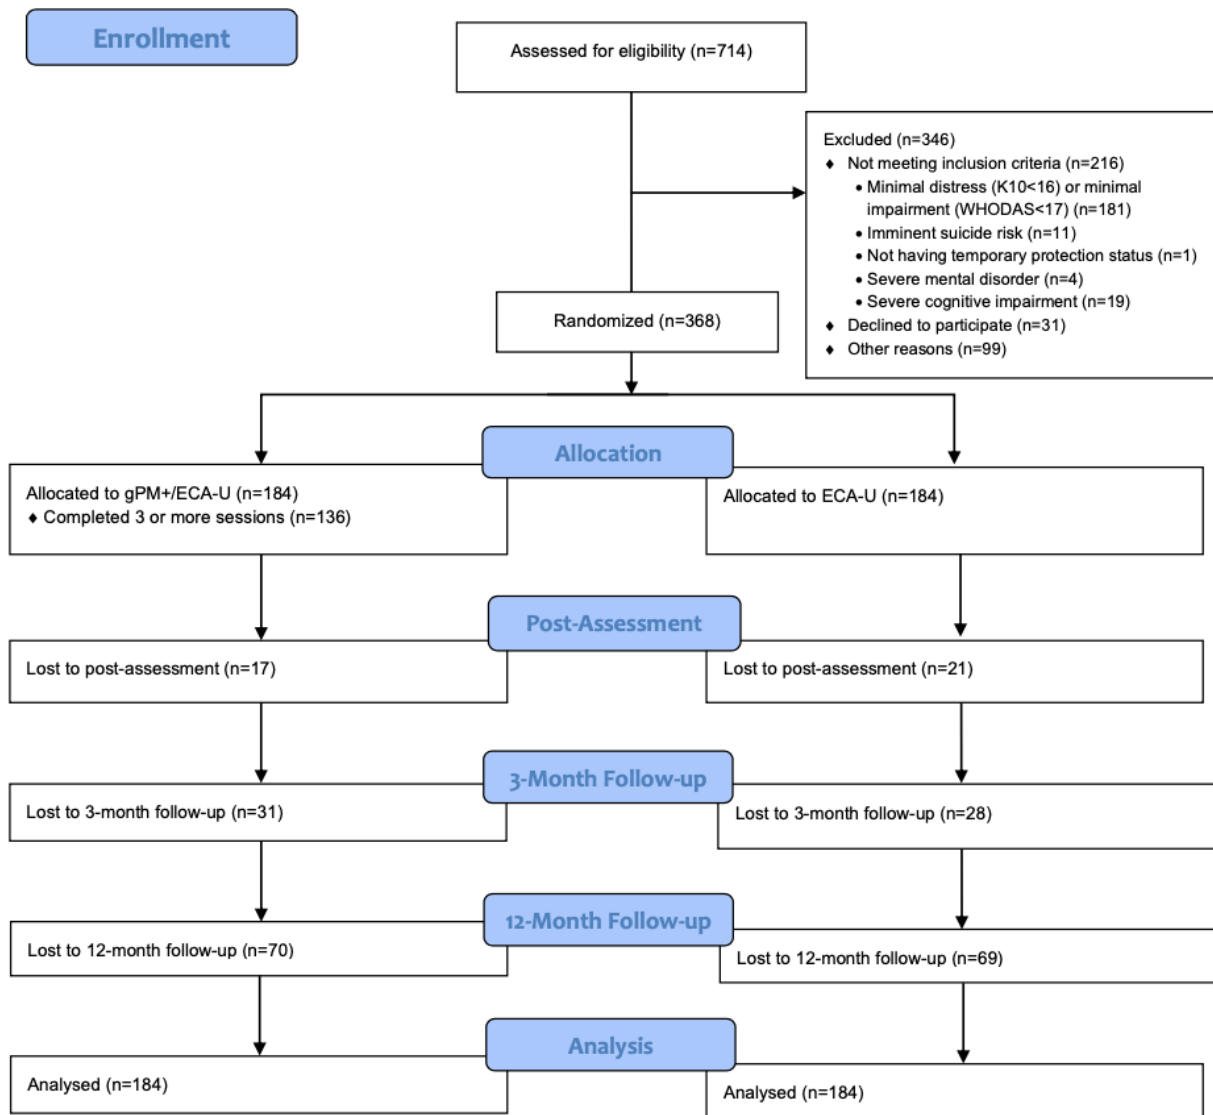 Enrollment
Assessed for eligibility (n=714)
Excluded (n=346)
♦ Not meeting inclusion criteria (n=216)
• Minimal distress (K10<16) or minimal
impairment (WHODAS<17) (n=181)
• Imminent suicide risk (n=11)
• Not having temporary protection status (n=1)
• Severe mental disorder (n=4)
• Severe cognitive impairment (n=19)
♦ Declined to participate (n=31)
♦ Other reasons (n=99)
Randomized (n=368)
Allocation
Allocated to gPM+/ECA-U (n=184)
♦ Completed 3 or more sessions (n=136)
Allocated to ECA-U (n=184)
Post-Assessment
Lost to post-assessment (n=17)
Lost to post-assessment (n=21)
3-Month Follow-up
Lost to 3-month follow-up (n=31)
Lost to 3-month follow-up (n=28)
12-Month Follow-up
Lost to 12-month follow-up (n=70)
Lost to 12-month follow-up (n=69)
Analysis
Analysed (n=184)
Analysed (n=184)